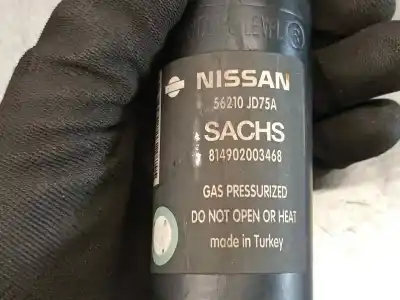 NISSAN
56210 JD75A
SACHS
814902003468
GAS PRESSURIZED
DO NOT OPEN OR HEAT
made in Turkey